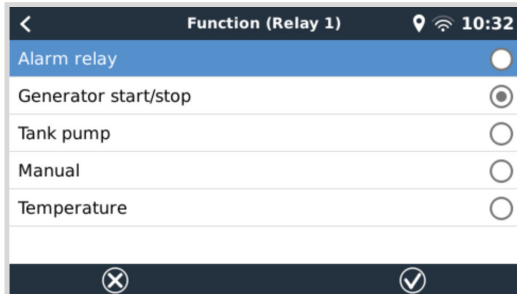 Function (Relay 1) 10:32
Alarm relay
Generator start/stop
Tank pump
Manual
Temperature